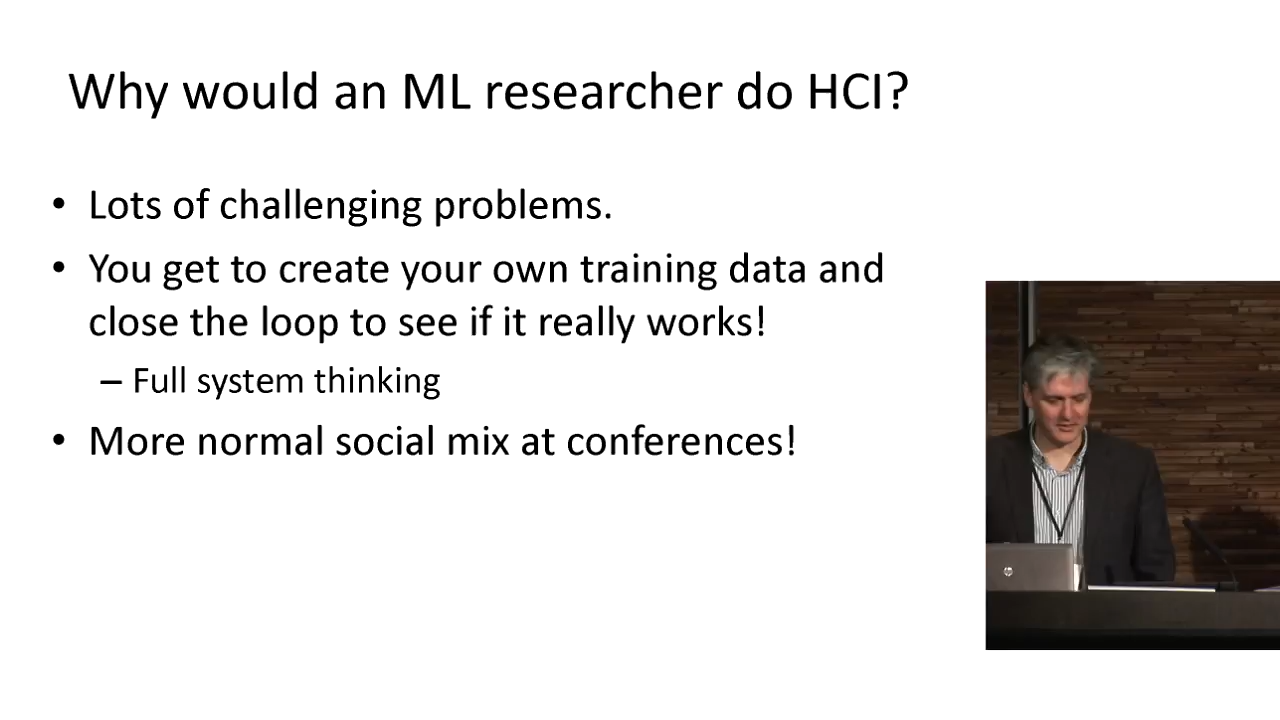 Why would an ML researcher do HCI?
• Lots of challenging problems.
• You get to create your own training data and
close the loop to see if it really works!
– Full system thinking
• More normal social mix at conferences!
hp